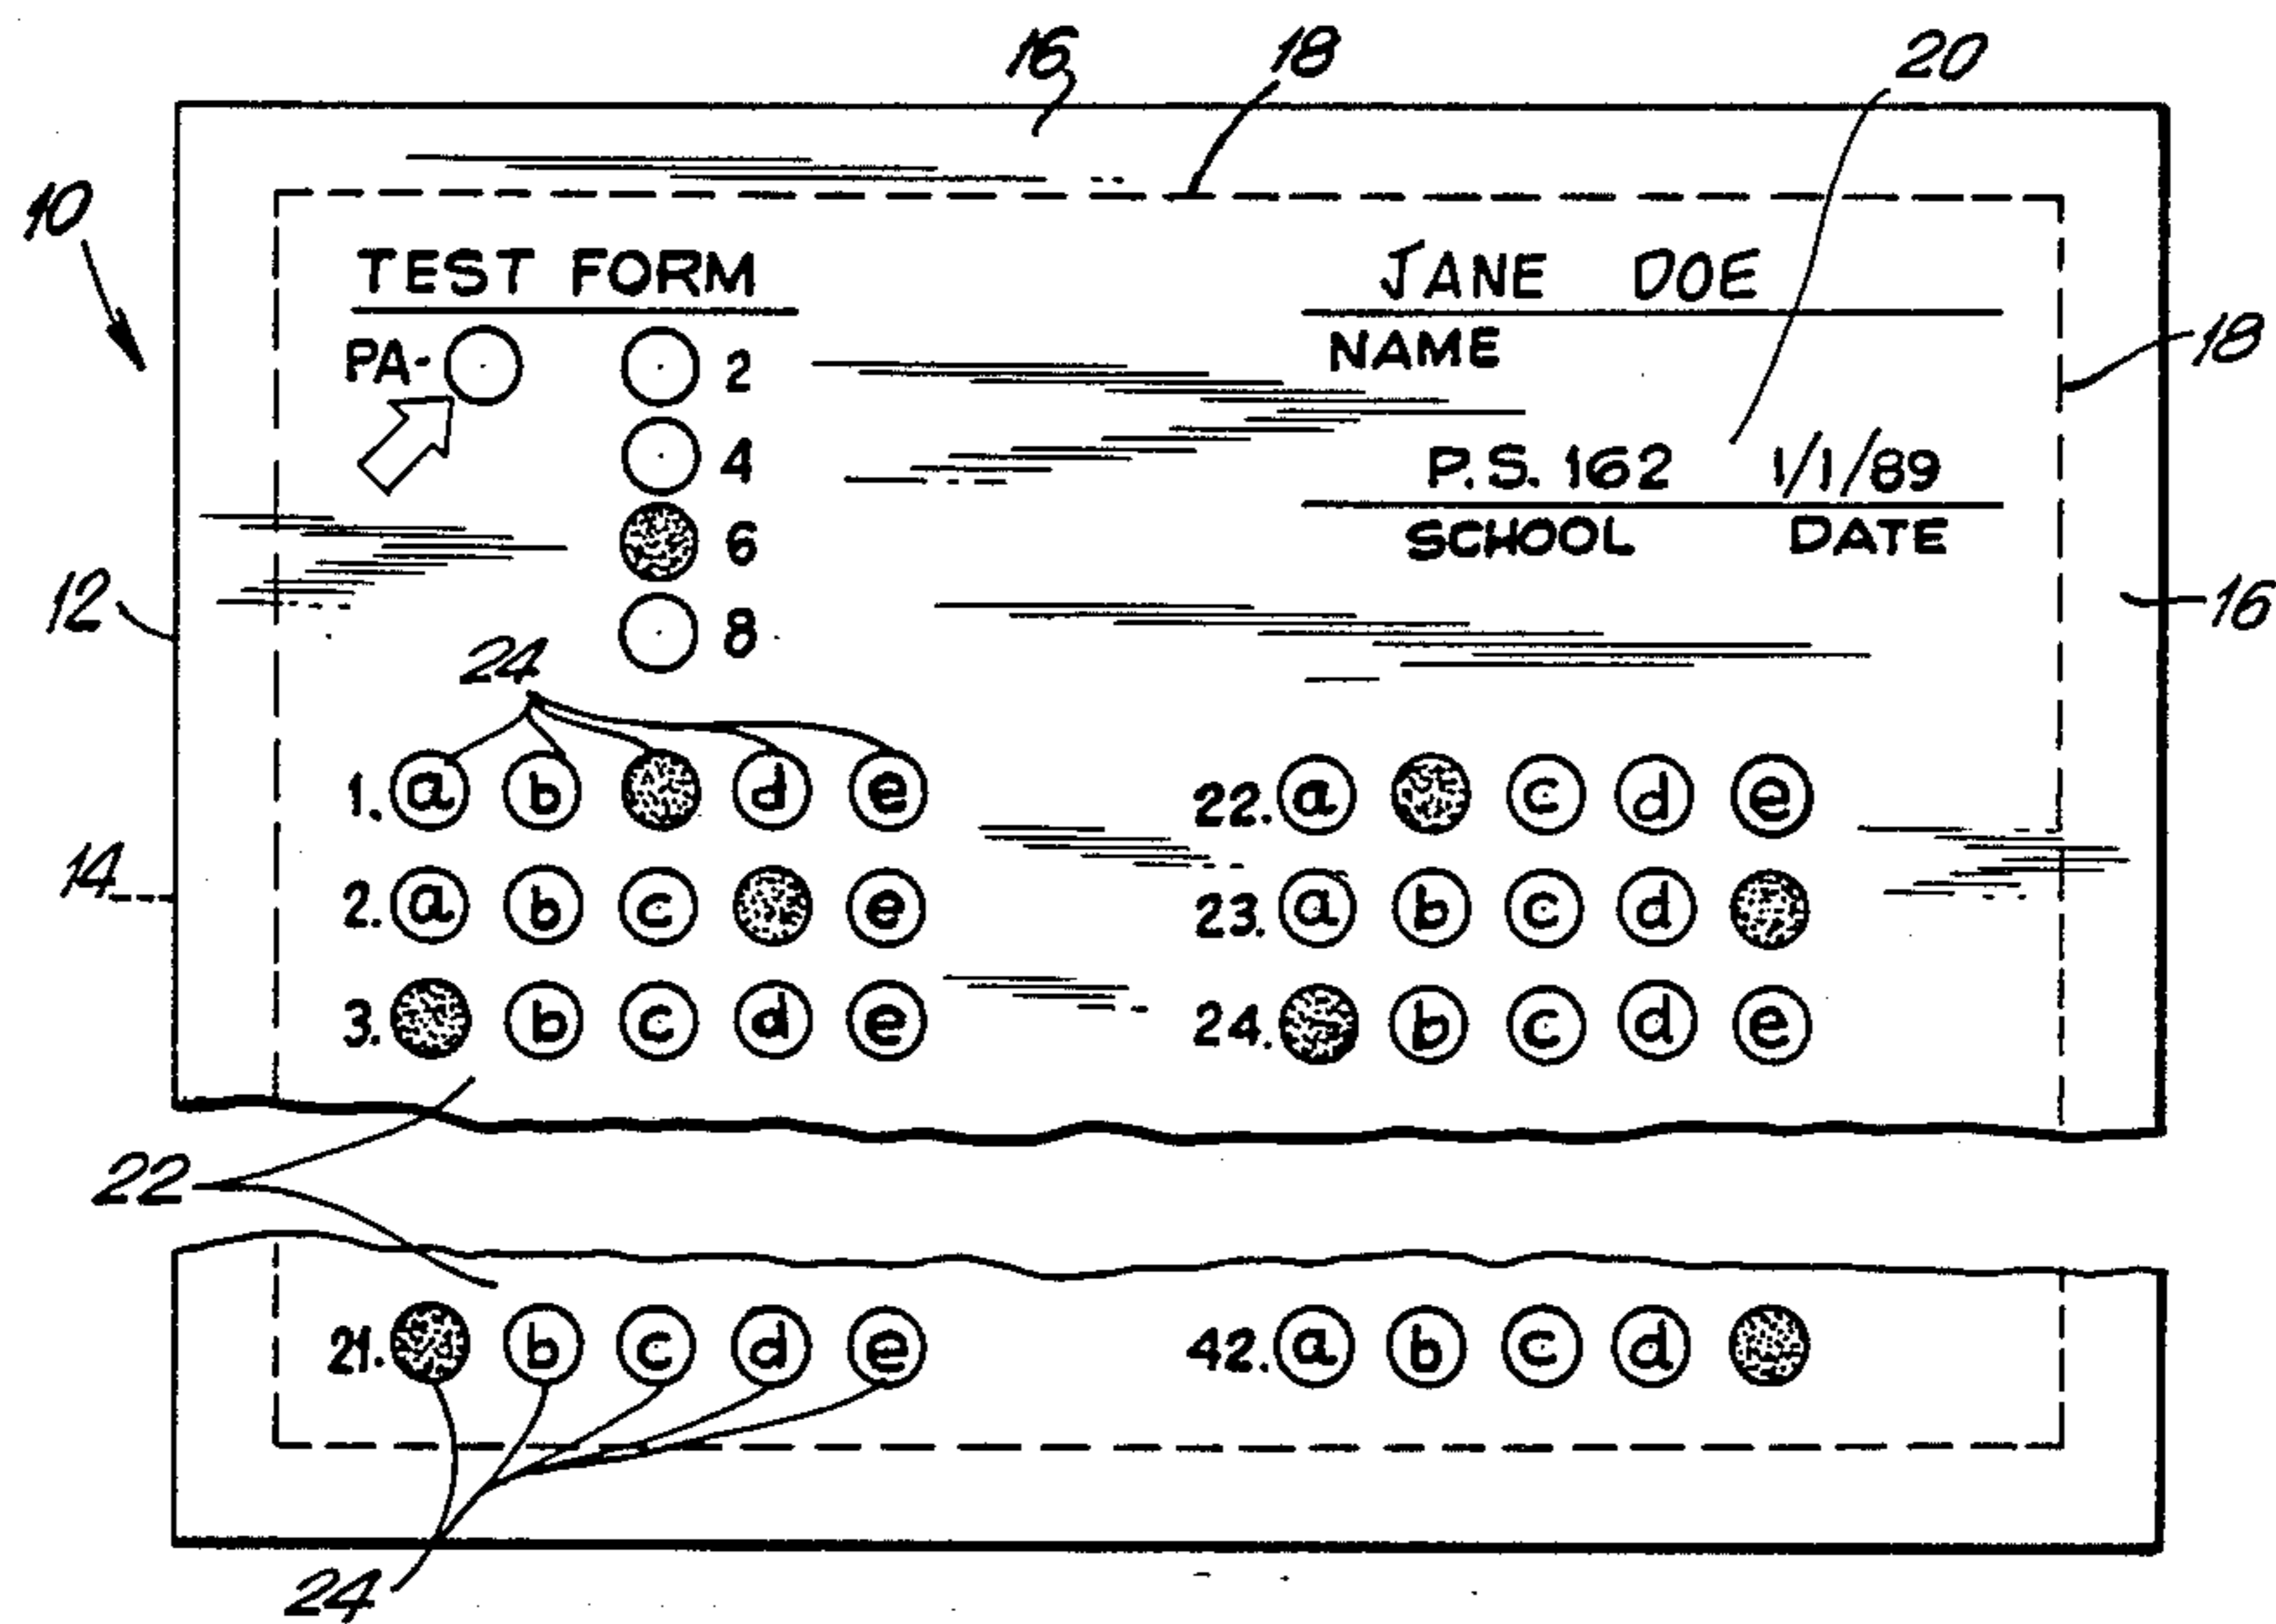 16 18 20
10
TEST FORM JANE DOE
PA- 2 NAME 18
4 P.S. 162 1/1/89
6 SCHOOL DATE
12 8 16
24
1. a b d e 22. a c d e
14 2. a b c e 23. a b c d
3. b c d e 24. b c d e
22
21. b c d e 42. a b c d
24